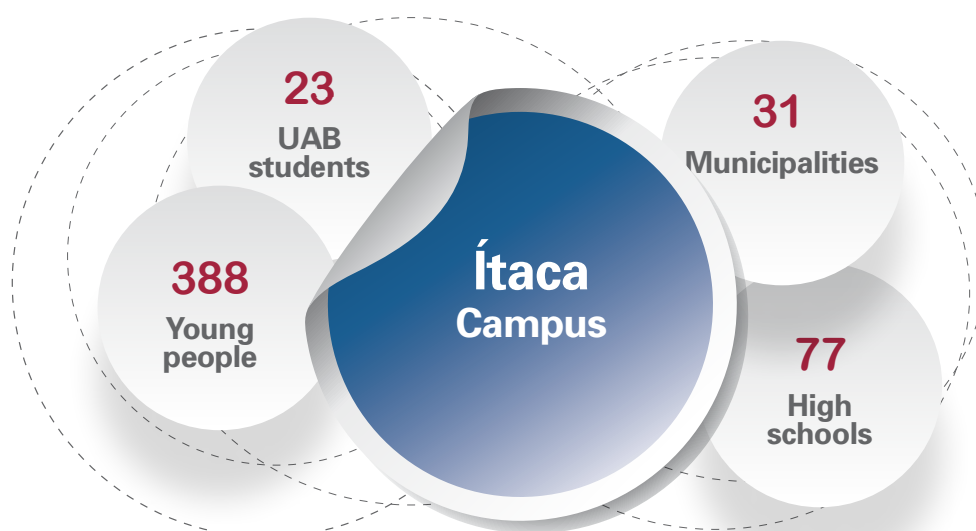 23
UAB
students
388
Young
people
Ítaca
Campus
31
Municipalities
77
High
schools